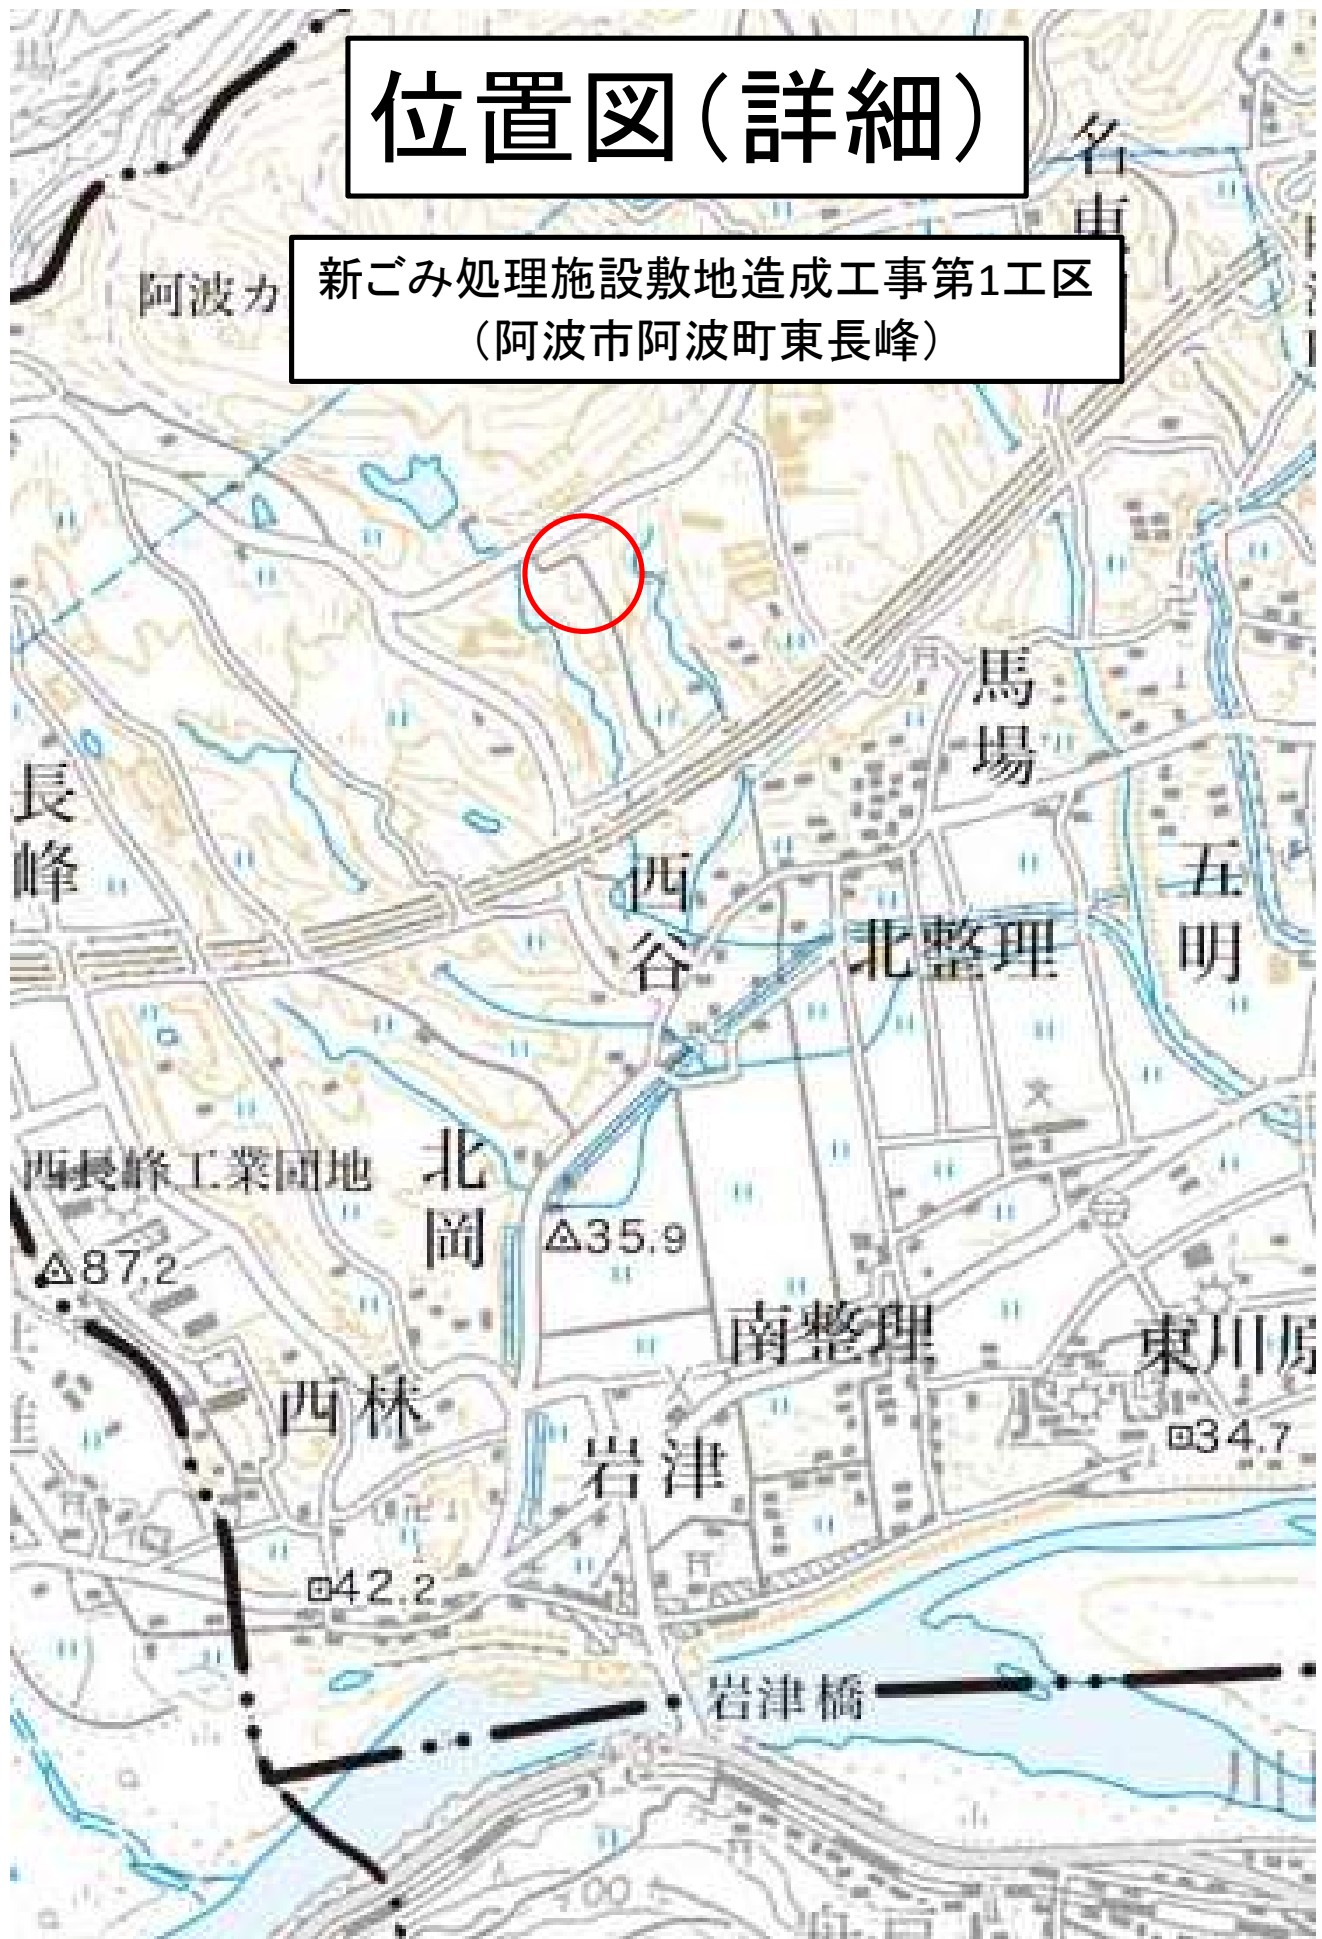 位置図（詳細）
新ごみ処理施設敷地造成工事第1工区
（阿波市阿波町東長峰）
阿波カ
馬場
長峰
西谷
北整理
五明
西長峰工業団地
北岡
35.9
87.2
南整理
東川原
西林
34.7
岩津
42.2
岩津橋